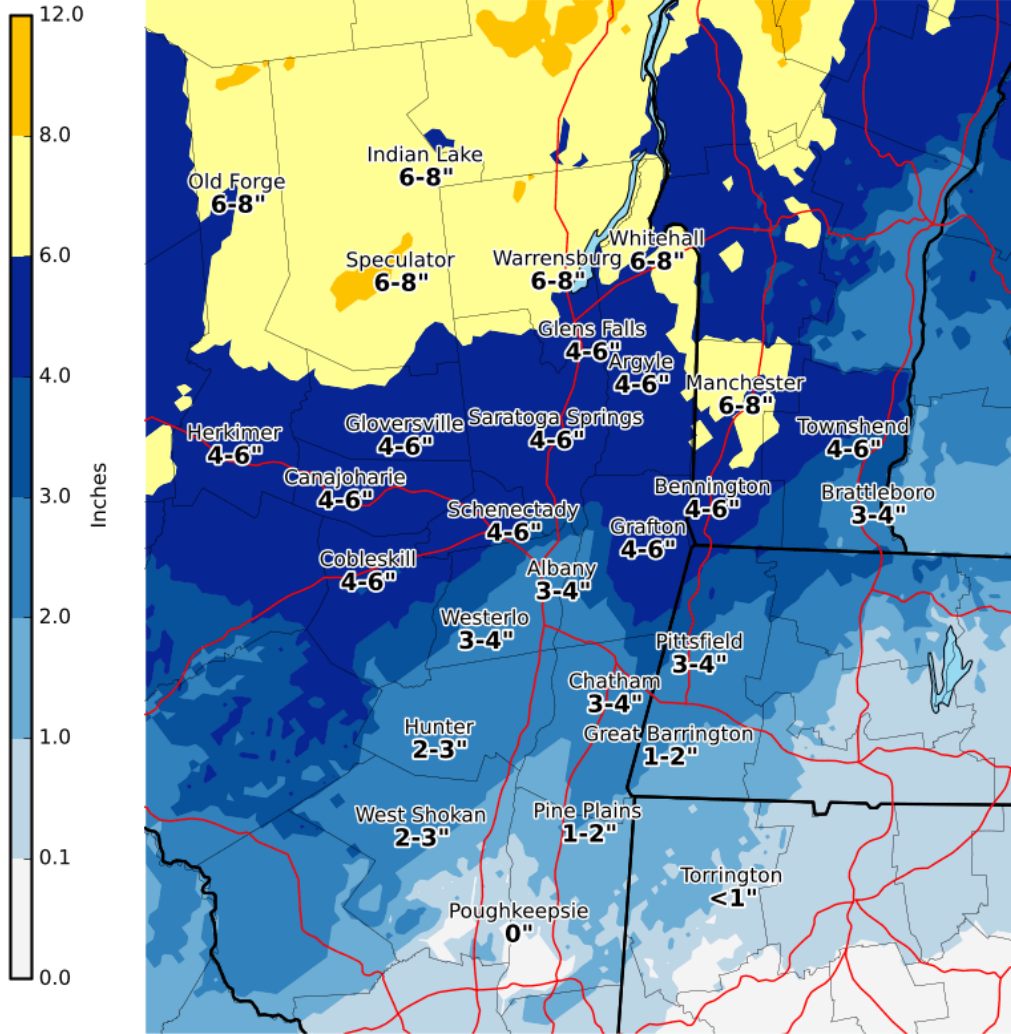 12.0
8.0
6.0
4.0
3.0
2.0
1.0
0.1
0.0
Inches
Indian Lake
6-8"
Old Forge
6-8"
Whitehall
6-8"
Speculator
6-8"
Warrensburg
6-8"
Glens Falls
4-6"
Argyle
4-6"
Manchester
6-8"
Saratoga Springs
4-6"
Gloversville
4-6"
Townshend
4-6"
Herkimer
4-6"
Canajoharie
4-6"
Bennington
4-6"
Brattleboro
3-4"
Schenectady
4-6"
Grafton
4-6"
Cobleskill
4-6"
Albany
3-4"
Westerlo
3-4"
Pittsfield
3-4"
Chatham
3-4"
Hunter
2-3"
Great Barrington
1-2"
West Shokan
2-3"
Pine Plains
1-2"
Torrington
<1"
Poughkeepsie
0"